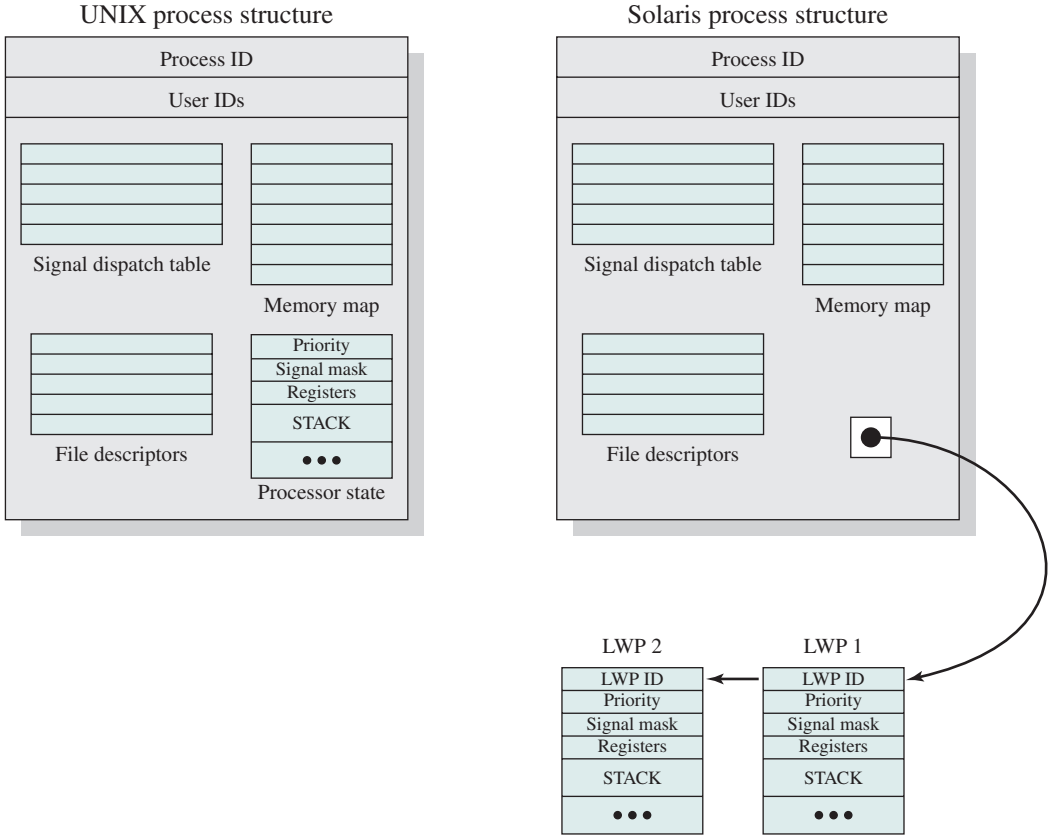 UNIX process structure
Process ID
User IDs
Signal dispatch table
Memory map
File descriptors
Priority
Signal mask
Registers
STACK
•••
Processor state
Solaris process structure
Process ID
User IDs
Signal dispatch table
Memory map
File descriptors
LWP 2
LWP ID
Priority
Signal mask
Registers
STACK
•••
LWP 1
LWP ID
Priority
Signal mask
Registers
STACK
•••